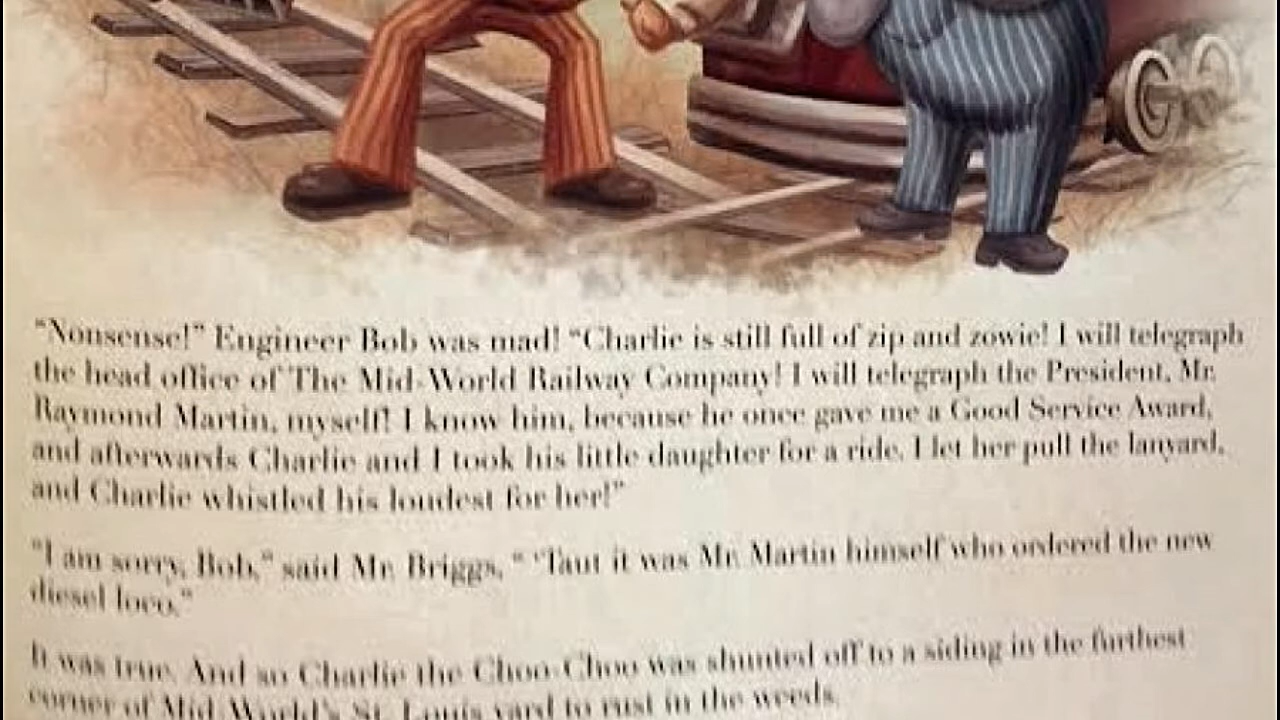 “Nonsense!” Engineer Bob was mad! “Charlie is still full of zip and zowie! I will telegraph
the head office of The Mid-World Railway Company! I will telegraph the President, Mr.
Raymond Martin, myself! I know him, because he once gave me a Good Service Award,
and afterwards Charlie and I took his little daughter for a ride. I let her pull the lanyard,
and Charlie whistled his loudest for her!”
“I am sorry, Bob,” said Mr. Briggs, “ ‘Taut it was Mr. Martin himself who ordered the new
diesel loco.”
It was true. And so Charlie the Choo-Choo was shunted off to a siding in the furthest
corner of Mid-World’s St. Louis yard to rust in the weeds.